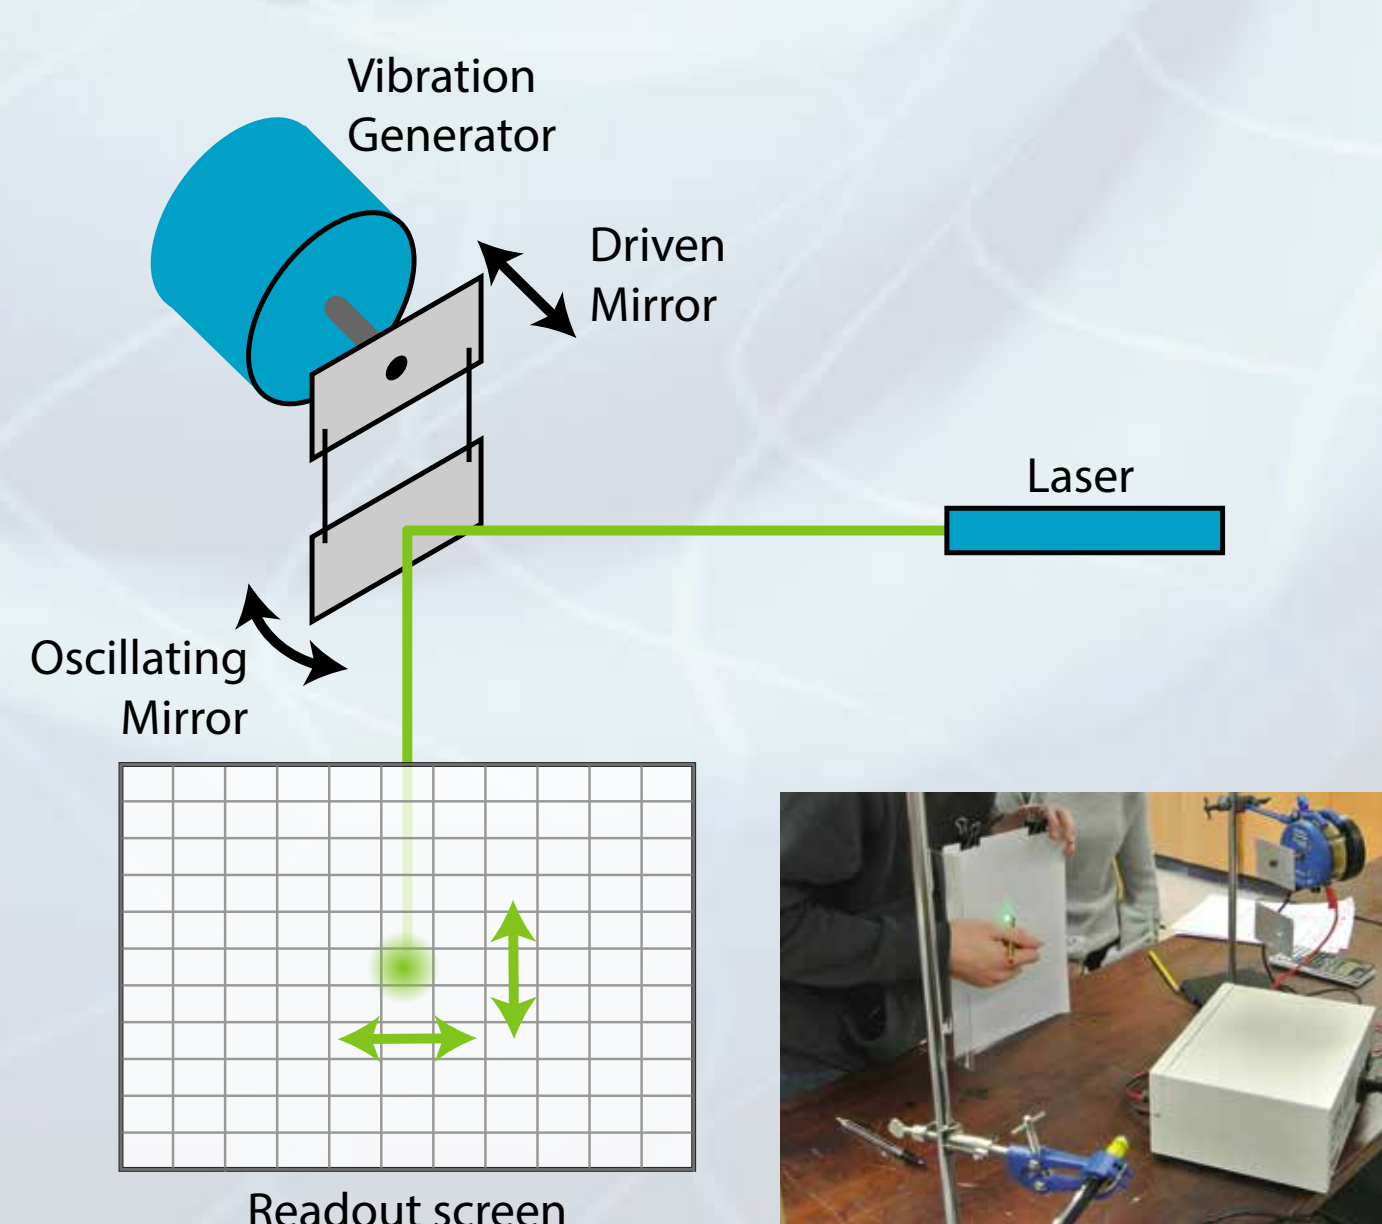 Vibration
Generator
Driven
Mirror
Laser
Oscillating
Mirror
Readout screen